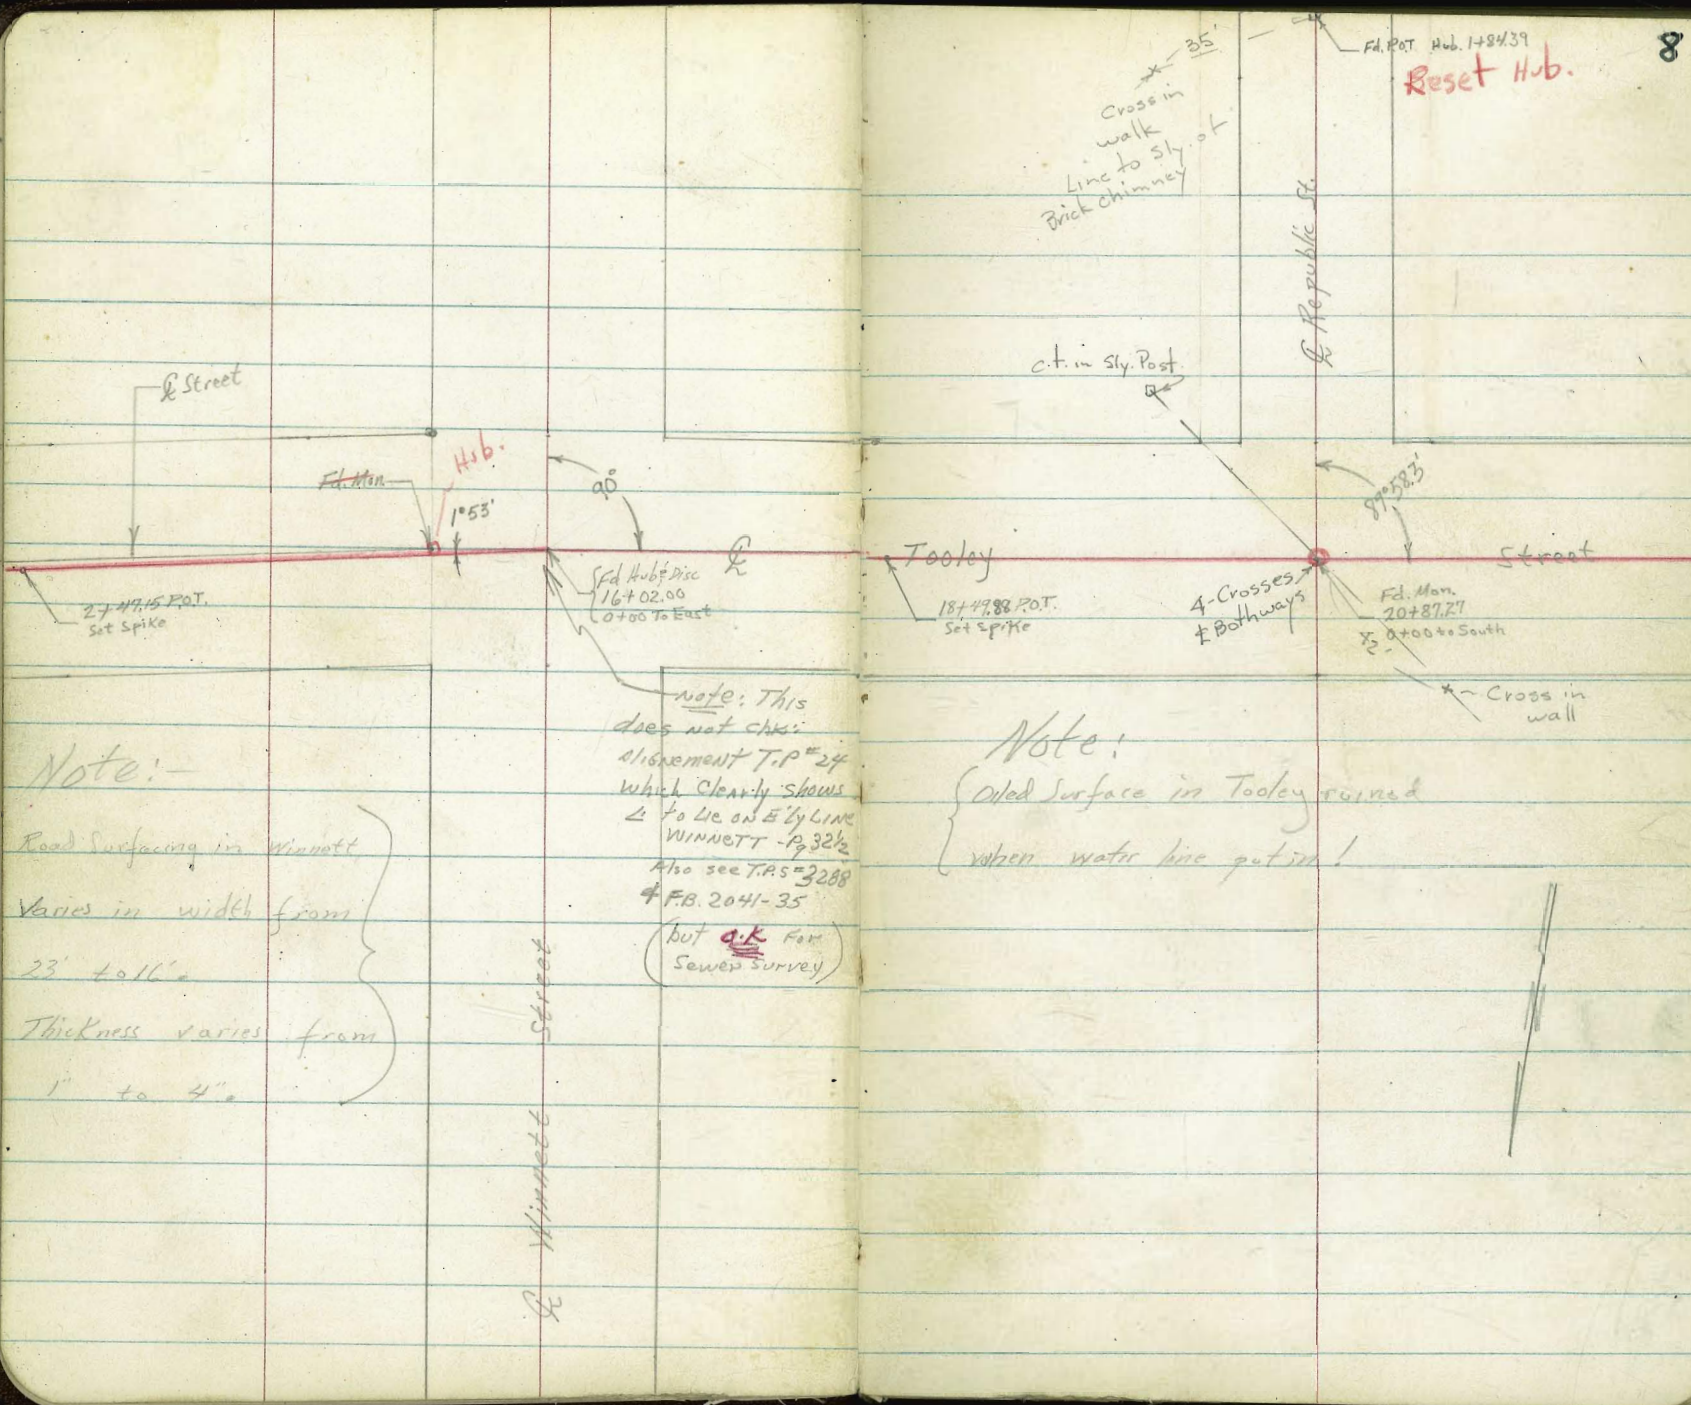 ℄ Street
Hub.
Fd. Mon.
1°53'
90°
℄
2+47.15 P.O.T.
Set Spike
Fd Hub & Disc
16+02.00
0+00 To East
Note: This
does not chk:
alignement T.P #24
which Clearly shows
to Lie on E'ly Line
Winnett - Pg 32½
Also see T.P.S = 3288
& F.B. 2041-35
(but O.K for
Sewer Survey)
Note:-
Road Surfacing in Winnett
Varies in width from
23' to 16'.
Thickness varies from
1" to 4".
℄ Winnett Street
8
35'
Fd. P.O.T. Hub. 1+84.39
Reset Hub.
Cross in
walk
Line to Sly. of
Brick chimney
℄ Republic St.
c.t. in Sly. Post
89°58.3'
Tooley Street
18+49.88 P.O.T.
Set Spike
4-Crosses
℄ Bothways
Fd. Mon.
20+87.27
0+00 to South
Cross in
wall
Note:
Oiled Surface in Tooley ruined
when water line put in!